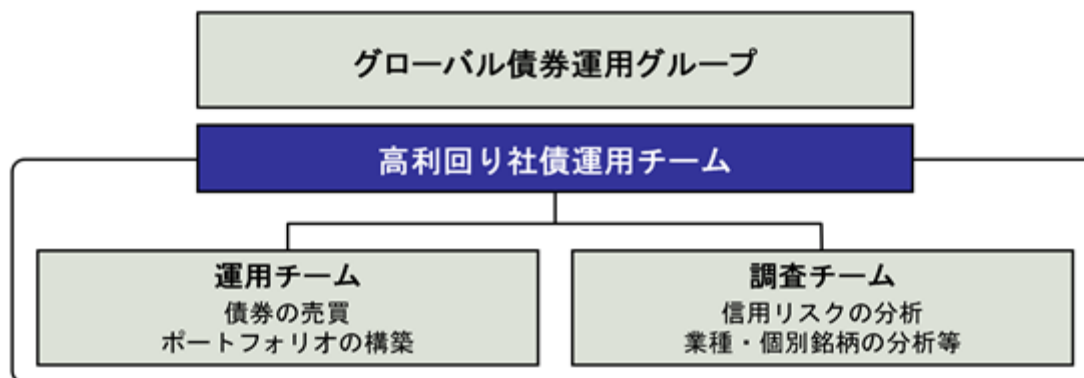 グローバル債券運用グループ
高利回り社債運用チーム
運用チーム
債券の売買
ポートフォリオの構築
調査チーム
信用リスクの分析
業種・個別銘柄の分析等